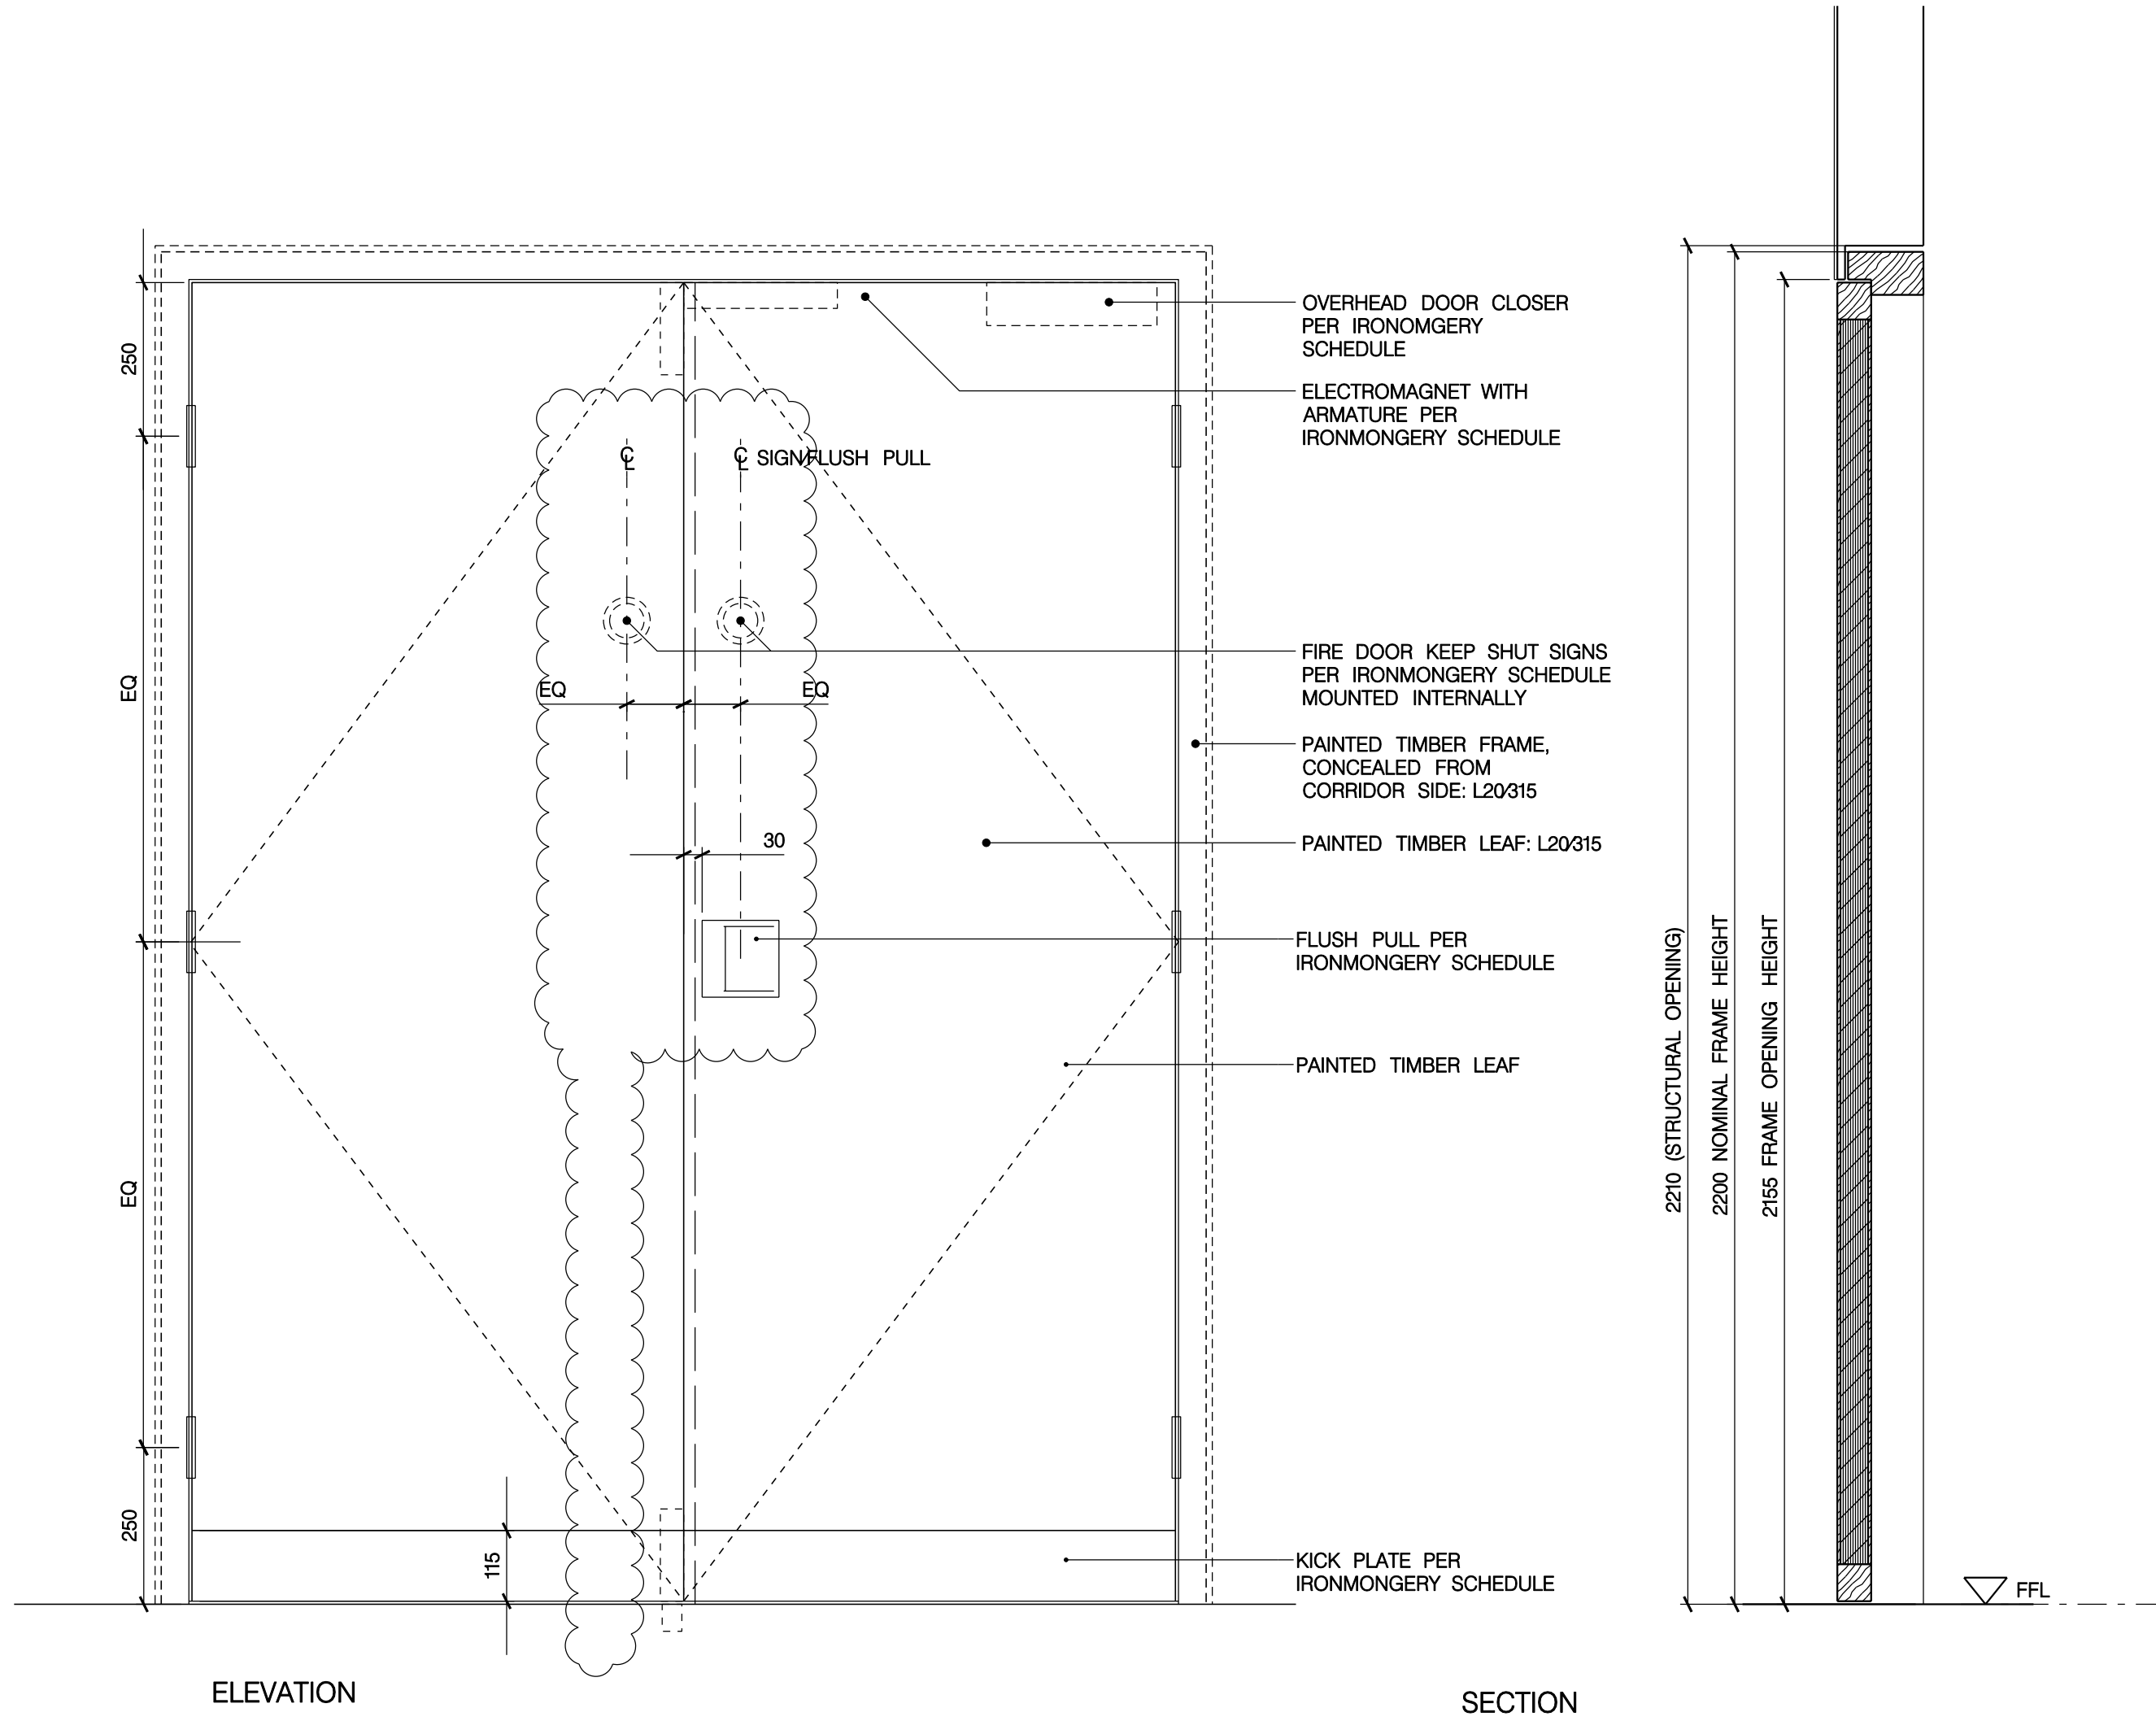 250
EQ
EQ
250
115
CL
CL SIGN/FLUSH PULL
EQ
EQ
30
OVERHEAD DOOR CLOSER
PER IRONOMGERY
SCHEDULE
ELECTROMAGNET WITH
ARMATURE PER
IRONMONGERY SCHEDULE
FIRE DOOR KEEP SHUT SIGNS
PER IRONMONGERY SCHEDULE
MOUNTED INTERNALLY
PAINTED TIMBER FRAME,
CONCEALED FROM
CORRIDOR SIDE: L20/315
PAINTED TIMBER LEAF: L20/315
FLUSH PULL PER
IRONMONGERY SCHEDULE
PAINTED TIMBER LEAF
KICK PLATE PER
IRONMONGERY SCHEDULE
2210 (STRUCTURAL OPENING)
2200 NOMINAL FRAME HEIGHT
2155 FRAME OPENING HEIGHT
FFL
ELEVATION
SECTION